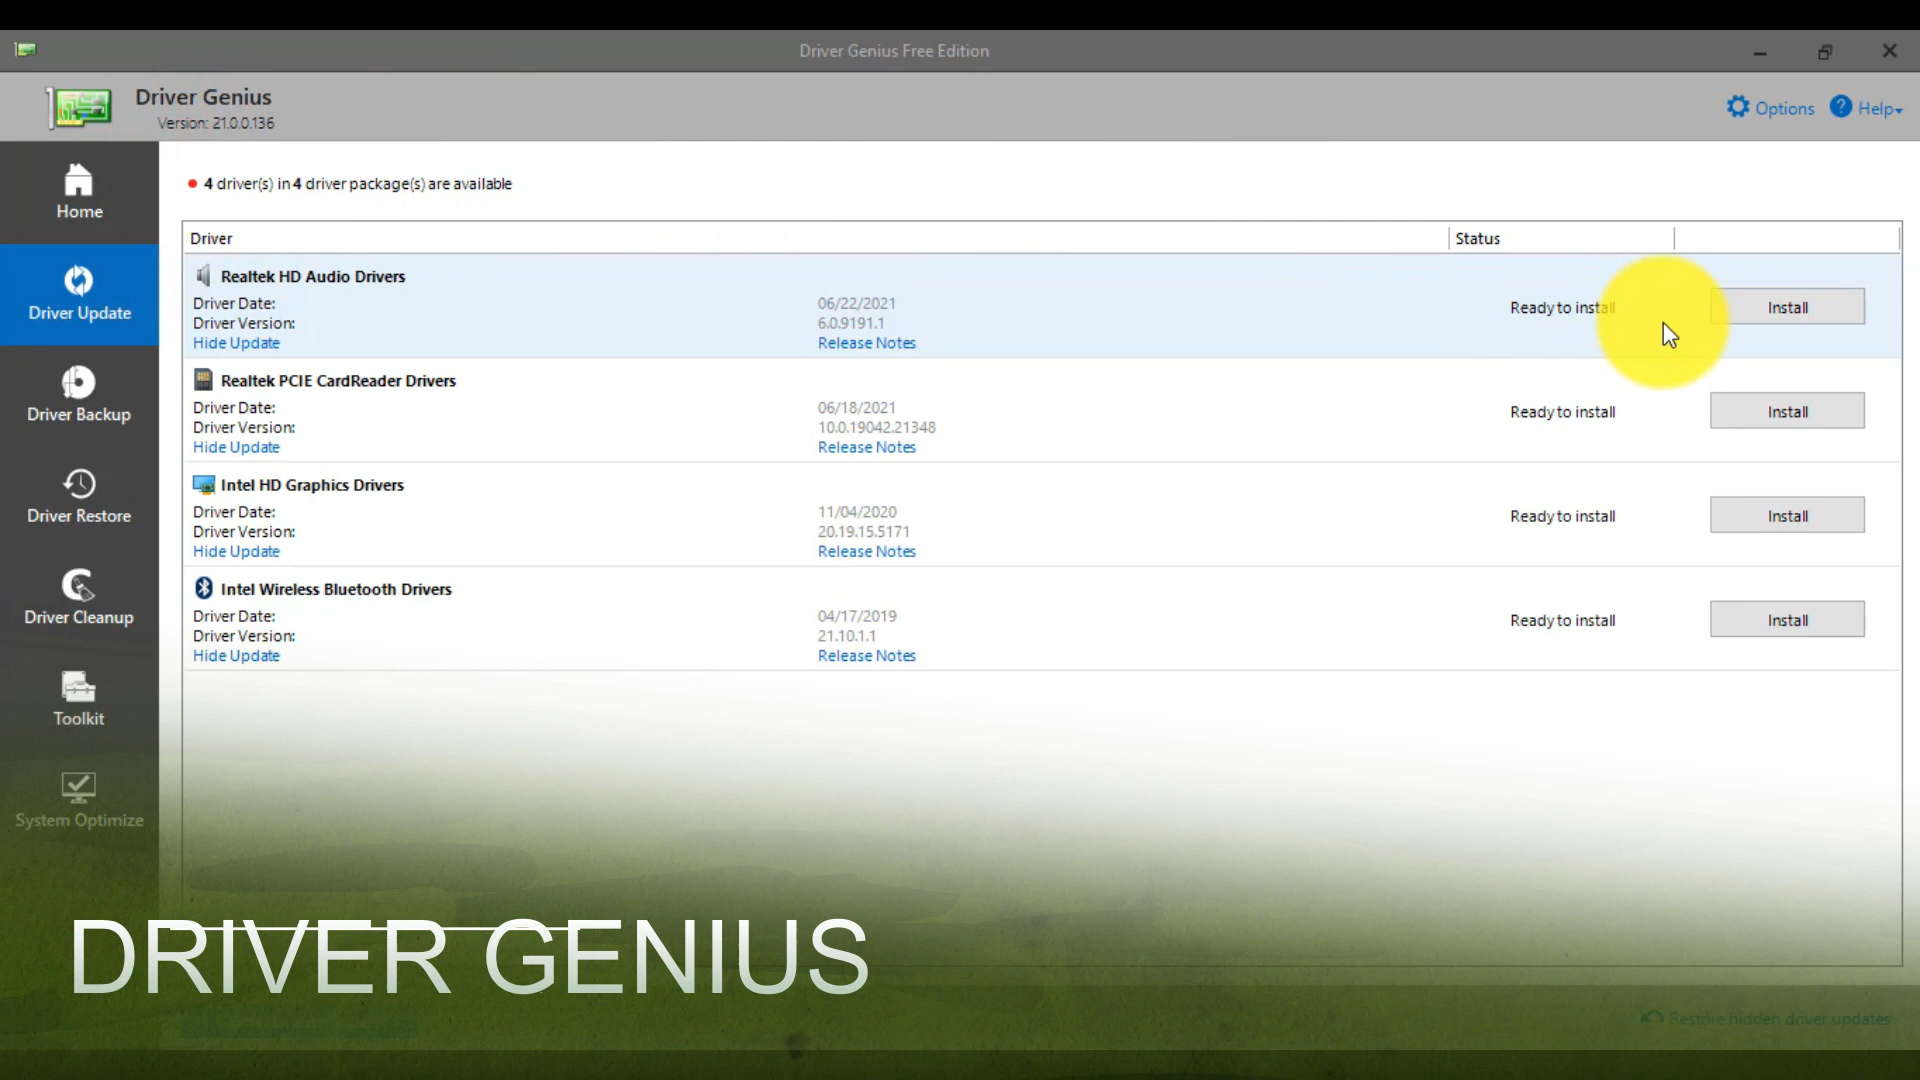 Driver Genius Free Edition
Driver Genius
Version: 21.0.0.136
Options
Help
Home
Driver Update
Driver Backup
Driver Restore
Driver Cleanup
Toolkit
System Optimize
4 driver(s) in 4 driver package(s) are available
Driver Status
Realtek HD Audio Drivers
Driver Date: 06/22/2021
Driver Version: 6.0.9191.1
Hide Update Release Notes
Ready to install Install
Realtek PCIE CardReader Drivers
Driver Date: 06/18/2021
Driver Version: 10.0.19042.21348
Hide Update Release Notes
Ready to install Install
Intel HD Graphics Drivers
Driver Date: 11/04/2020
Driver Version: 20.19.15.5171
Hide Update Release Notes
Ready to install Install
Intel Wireless Bluetooth Drivers
Driver Date: 04/17/2019
Driver Version: 21.10.1.1
Hide Update Release Notes
Ready to install Install
DRIVER GENIUS
Restore hidden driver updates